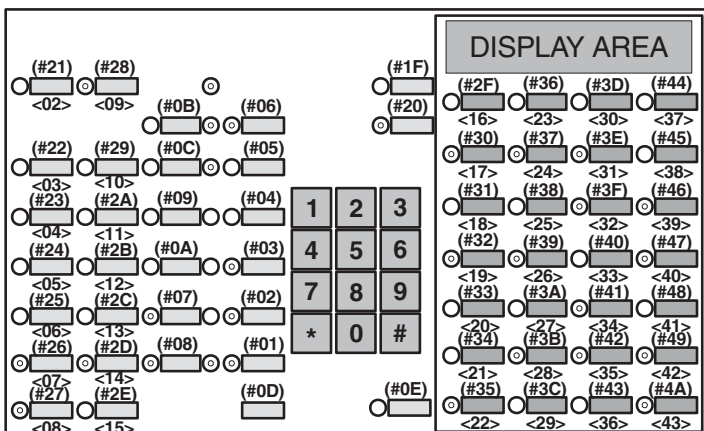 DISPLAY AREA
(#21) (#28) (#1F)
(#2F) (#36) (#3D) (#44)
<02> <09> (#0B) (#06) (#20)
<16> <23> <30> <37>
(#30) (#37) (#3E) (#45)
(#22) (#29) (#0C) (#05)
<17> <24> <31> <38>
<03> <10>
(#31) (#38) (#3F) (#46)
(#23) (#2A) (#09) (#04)
1 2 3
<18> <25> <32> <39>
<04> <11>
(#32) (#39) (#40) (#47)
(#24) (#2B) (#0A) (#03)
4 5 6
<19> <26> <33> <40>
<05> <12>
(#33) (#3A) (#41) (#48)
(#25) (#2C) (#07) (#02)
7 8 9
<20> <27> <34> <41>
<06> <13>
(#34) (#3B) (#42) (#49)
(#26) (#2D) (#08) (#01)
* 0 #
<21> <28> <35> <42>
<07> <14>
(#27) (#2E) (#0D) (#0E)
(#35) (#3C) (#43) (#4A)
<08> <15>
<22> <29> <36> <43>